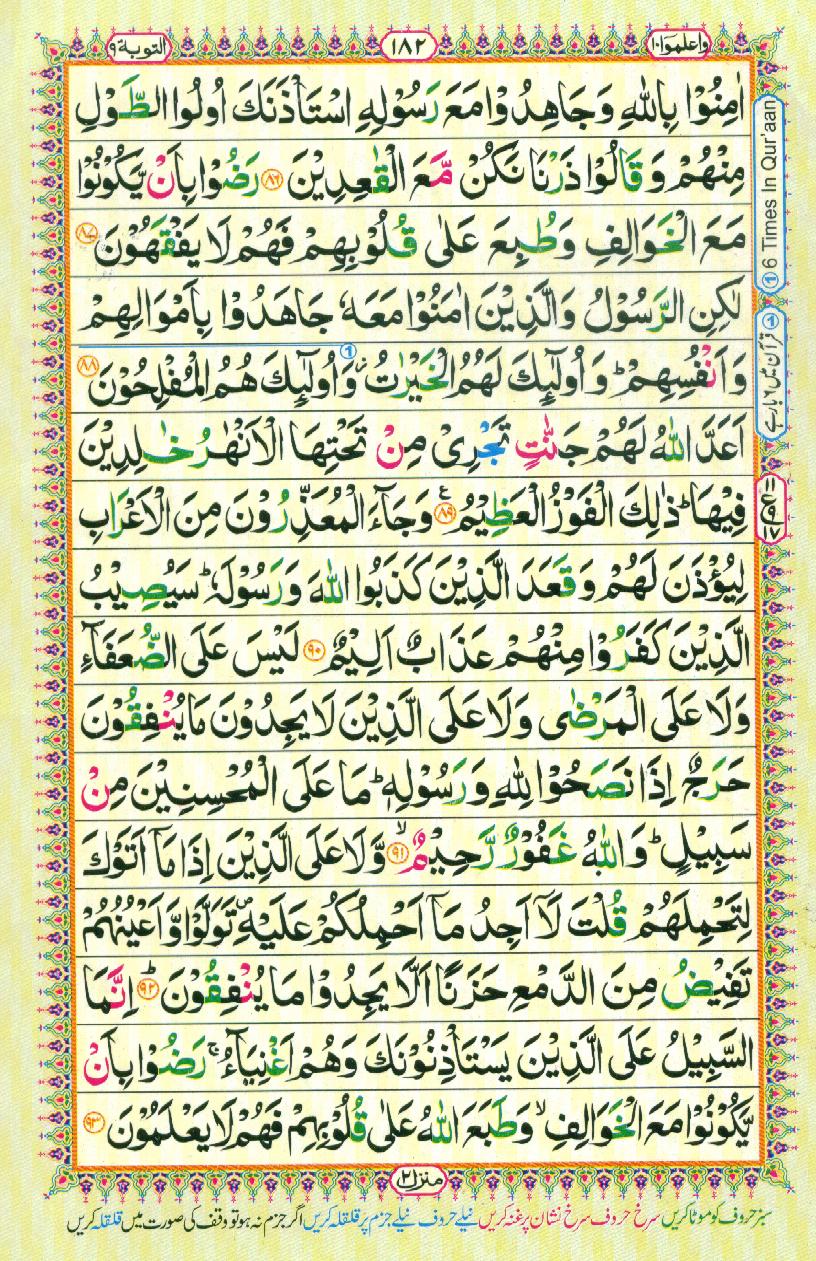 واعلموا ١٠
١٨٢
التوبة ٩
اٰمِنُوْا بِاللّٰهِ وَجَاهِدُوْا مَعَ رَسُوْلِهِ اسْتَاْذَنَكَ اُولُوا الطَّوْلِ
مِنْهُمْ وَ قَالُوْا ذَرْنَا نَكُنْ مَّعَ الْقٰعِدِيْنَ ﴿٨٦﴾ رَضُوْا بِاَنْ يَّكُوْنُوْا
مَعَ الْخَوَالِفِ وَطُبِعَ عَلٰى قُلُوْبِهِمْ فَهُمْ لَا يَفْقَهُوْنَ ﴿٨٧﴾
لٰكِنِ الرَّسُوْلُ وَالَّذِيْنَ اٰمَنُوْا مَعَهٗ جَاهَدُوْا بِاَمْوَالِهِمْ
وَاَنْفُسِهِمْ ؕ وَاُولٰٓئِكَ لَهُمُ الْخَيْرٰتُ ؗ وَاُولٰٓئِكَ هُمُ الْمُفْلِحُوْنَ ﴿٨٨﴾
اَعَدَّ اللّٰهُ لَهُمْ جَنّٰتٍ تَجْرِىْ مِنْ تَحْتِهَا الْاَنْهٰرُ خٰلِدِيْنَ
فِيْهَا ؕ ذٰلِكَ الْفَوْزُ الْعَظِيْمُ ﴿٨٩﴾ وَجَآءَ الْمُعَذِّرُوْنَ مِنَ الْاَعْرَابِ
لِيُؤْذَنَ لَهُمْ وَقَعَدَ الَّذِيْنَ كَذَبُوا اللّٰهَ وَرَسُوْلَهٗ ؕ سَيُصِيْبُ
الَّذِيْنَ كَفَرُوْا مِنْهُمْ عَذَابٌ اَلِيْمٌ ﴿٩٠﴾ لَيْسَ عَلَى الضُّعَفَآءِ
وَلَا عَلَى الْمَرْضٰى وَلَا عَلَى الَّذِيْنَ لَا يَجِدُوْنَ مَا يُنْفِقُوْنَ
حَرَجٌ اِذَا نَصَحُوْا لِلّٰهِ وَرَسُوْلِهٖ ؕ مَا عَلَى الْمُحْسِنِيْنَ مِنْ
سَبِيْلٍ ؕ وَاللّٰهُ غَفُوْرٌ رَّحِيْمٌ ﴿٩١﴾ ۙ وَّلَا عَلَى الَّذِيْنَ اِذَا مَآ اَتَوْكَ
لِتَحْمِلَهُمْ قُلْتَ لَآ اَجِدُ مَآ اَحْمِلُكُمْ عَلَيْهِ ۪ تَوَلَّوْا وَّاَعْيُنُهُمْ
تَفِيْضُ مِنَ الدَّمْعِ حَزَنًا اَلَّا يَجِدُوْا مَا يُنْفِقُوْنَ ﴿٩٢﴾ ؕ اِنَّمَا
السَّبِيْلُ عَلَى الَّذِيْنَ يَسْتَاْذِنُوْنَكَ وَهُمْ اَغْنِيَآءُ ۚ رَضُوْا بِاَنْ
يَّكُوْنُوْا مَعَ الْخَوَالِفِ ۙ وَطَبَعَ اللّٰهُ عَلٰى قُلُوْبِهِمْ فَهُمْ لَا يَعْلَمُوْنَ ﴿٩٣﴾
① 6 Times In Qur'aan
① قرآن میں ۶ بار ہے
منزل ٢
سبز حروف کو موٹا کریں سرخ حروف سرخ نشان پر غنہ کریں نیلے حروف نیلے جزم پر قلقلہ کریں اگر جزم نہ ہو تو وقف کی صورت میں قلقلہ کریں